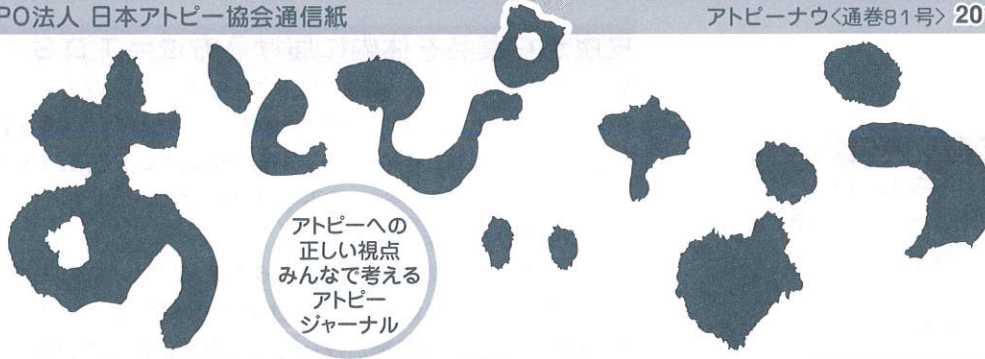 PO法人 日本アトピー協会通信紙
アトピーナウ〈通巻81号〉 20
あとぴぃなう
アトピーへの
正しい視点
みんなで考える
アトピー
ジャーナル